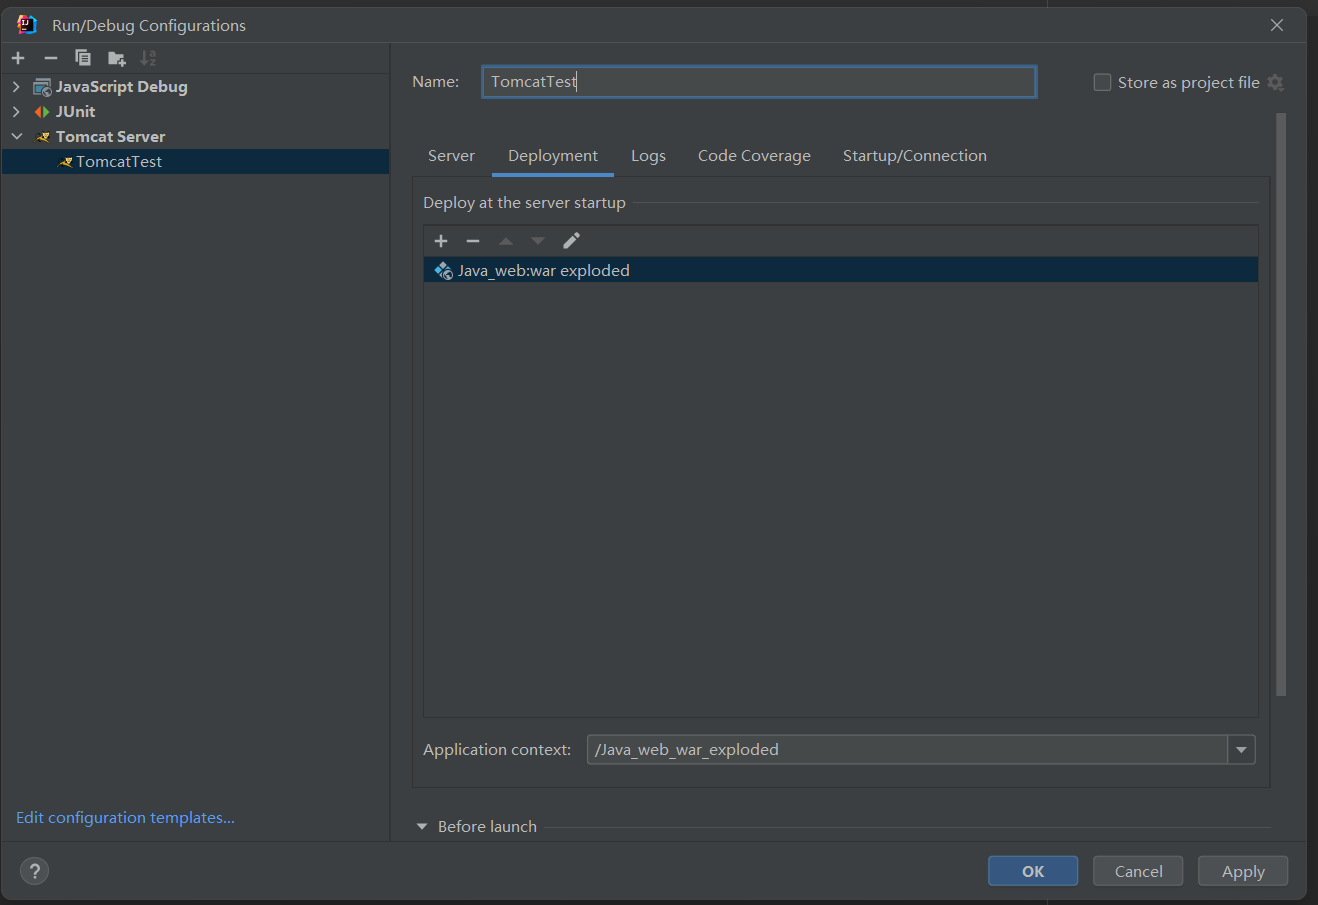 Run/Debug Configurations
JavaScript Debug
JUnit
Tomcat Server
TomcatTest
Edit configuration templates...
Name:
TomcatTest
Store as project file
Server
Deployment
Logs
Code Coverage
Startup/Connection
Deploy at the server startup
Java_web:war exploded
Application context:
/Java_web_war_exploded
Before launch
?
OK
Cancel
Apply